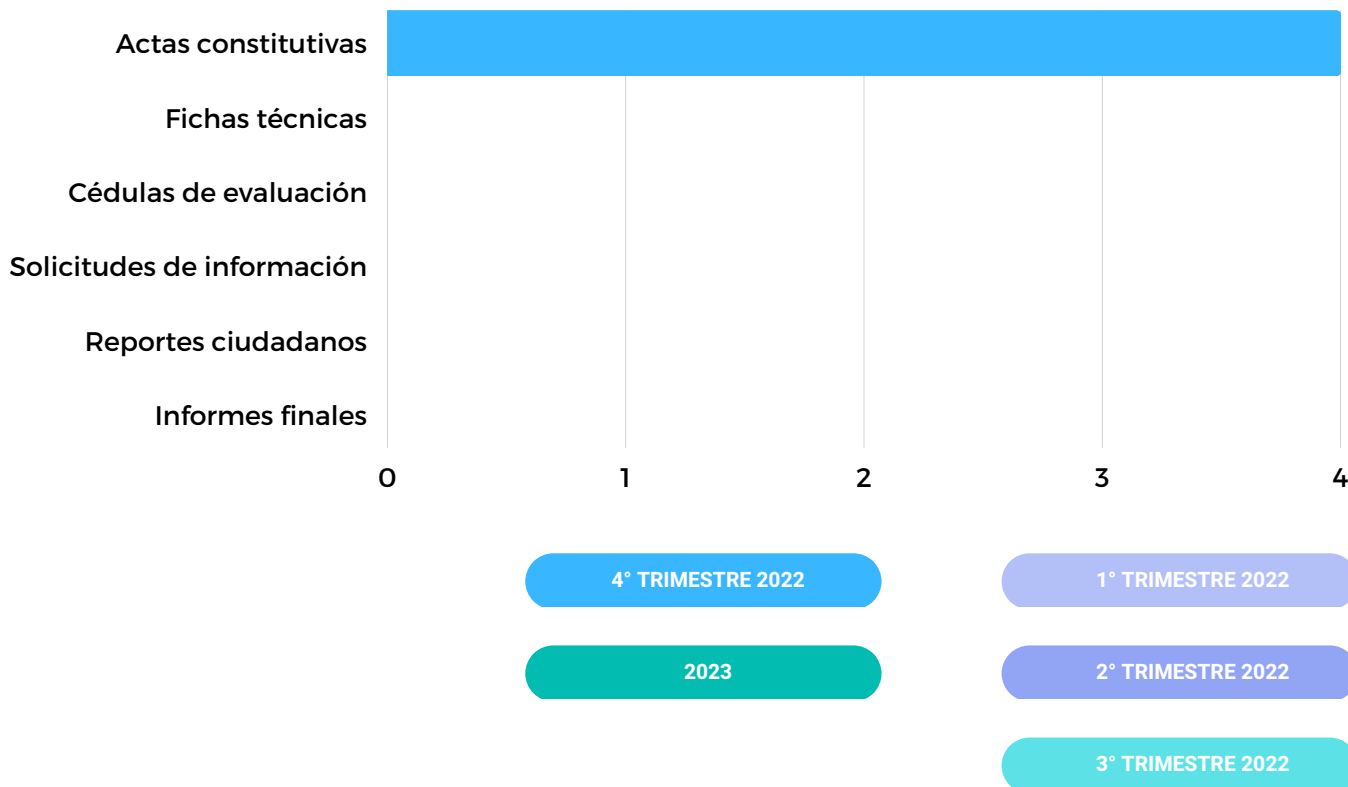 Actas constitutivas
Fichas técnicas
Cédulas de evaluación
Solicitudes de información
Reportes ciudadanos
Informes finales
0 1 2 3 4
4° TRIMESTRE 2022 1° TRIMESTRE 2022
2023 2° TRIMESTRE 2022
3° TRIMESTRE 2022